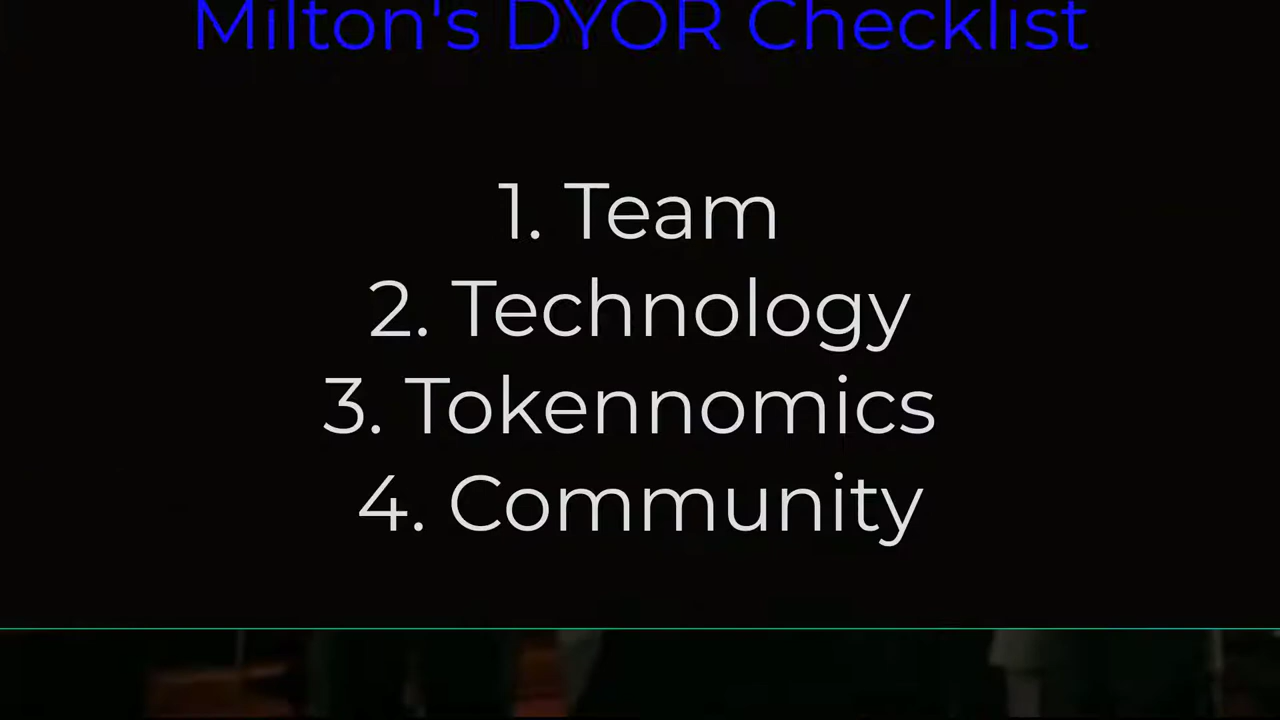 Milton's DYOR Checklist
1. Team
2. Technology
3. Tokennomics
4. Community